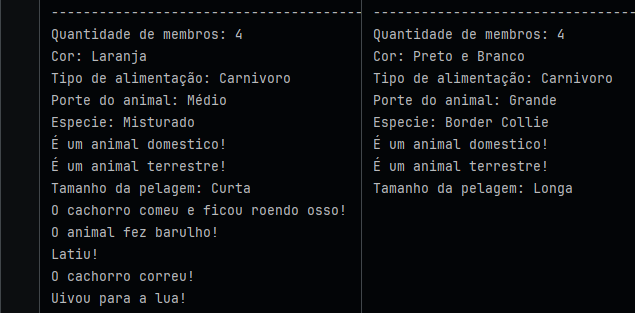 ----------------------------------------
Quantidade de membros: 4
Cor: Laranja
Tipo de alimentação: Carnivoro
Porte do animal: Médio
Especie: Misturado
É um animal domestico!
É um animal terrestre!
Tamanho da pelagem: Curta
O cachorro comeu e ficou roendo osso!
O animal fez barulho!
Latiu!
O cachorro correu!
Uivou para a lua!
----------------------------------
Quantidade de membros: 4
Cor: Preto e Branco
Tipo de alimentação: Carnivoro
Porte do animal: Grande
Especie: Border Collie
É um animal domestico!
É um animal terrestre!
Tamanho da pelagem: Longa